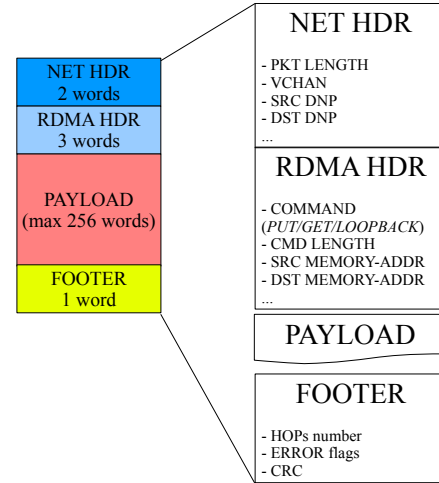 NET HDR
2 words
RDMA HDR
3 words
PAYLOAD
(max 256 words)
FOOTER
1 word
NET HDR
- PKT LENGTH
- VCHAN
- SRC DNP
- DST DNP
...
RDMA HDR
- COMMAND
(PUT/GET/LOOPBACK)
- CMD LENGTH
- SRC MEMORY-ADDR
- DST MEMORY-ADDR
...
PAYLOAD
FOOTER
- HOPs number
- ERROR flags
- CRC